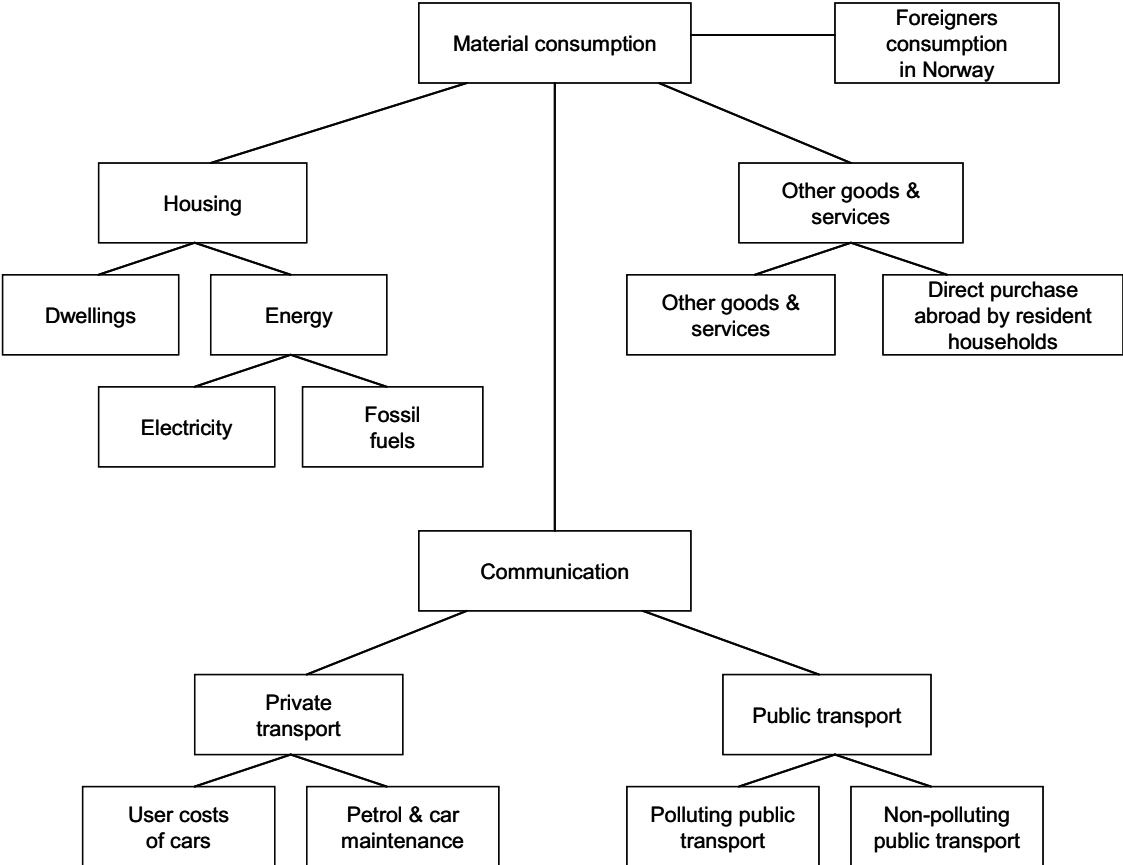 Material consumption
Foreigners
consumption
in Norway
Housing
Other goods &
services
Dwellings
Energy
Other goods &
services
Direct purchase
abroad by resident
households
Electricity
Fossil
fuels
Communication
Private
transport
Public transport
User costs
of cars
Petrol & car
maintenance
Polluting public
transport
Non-polluting
public transport